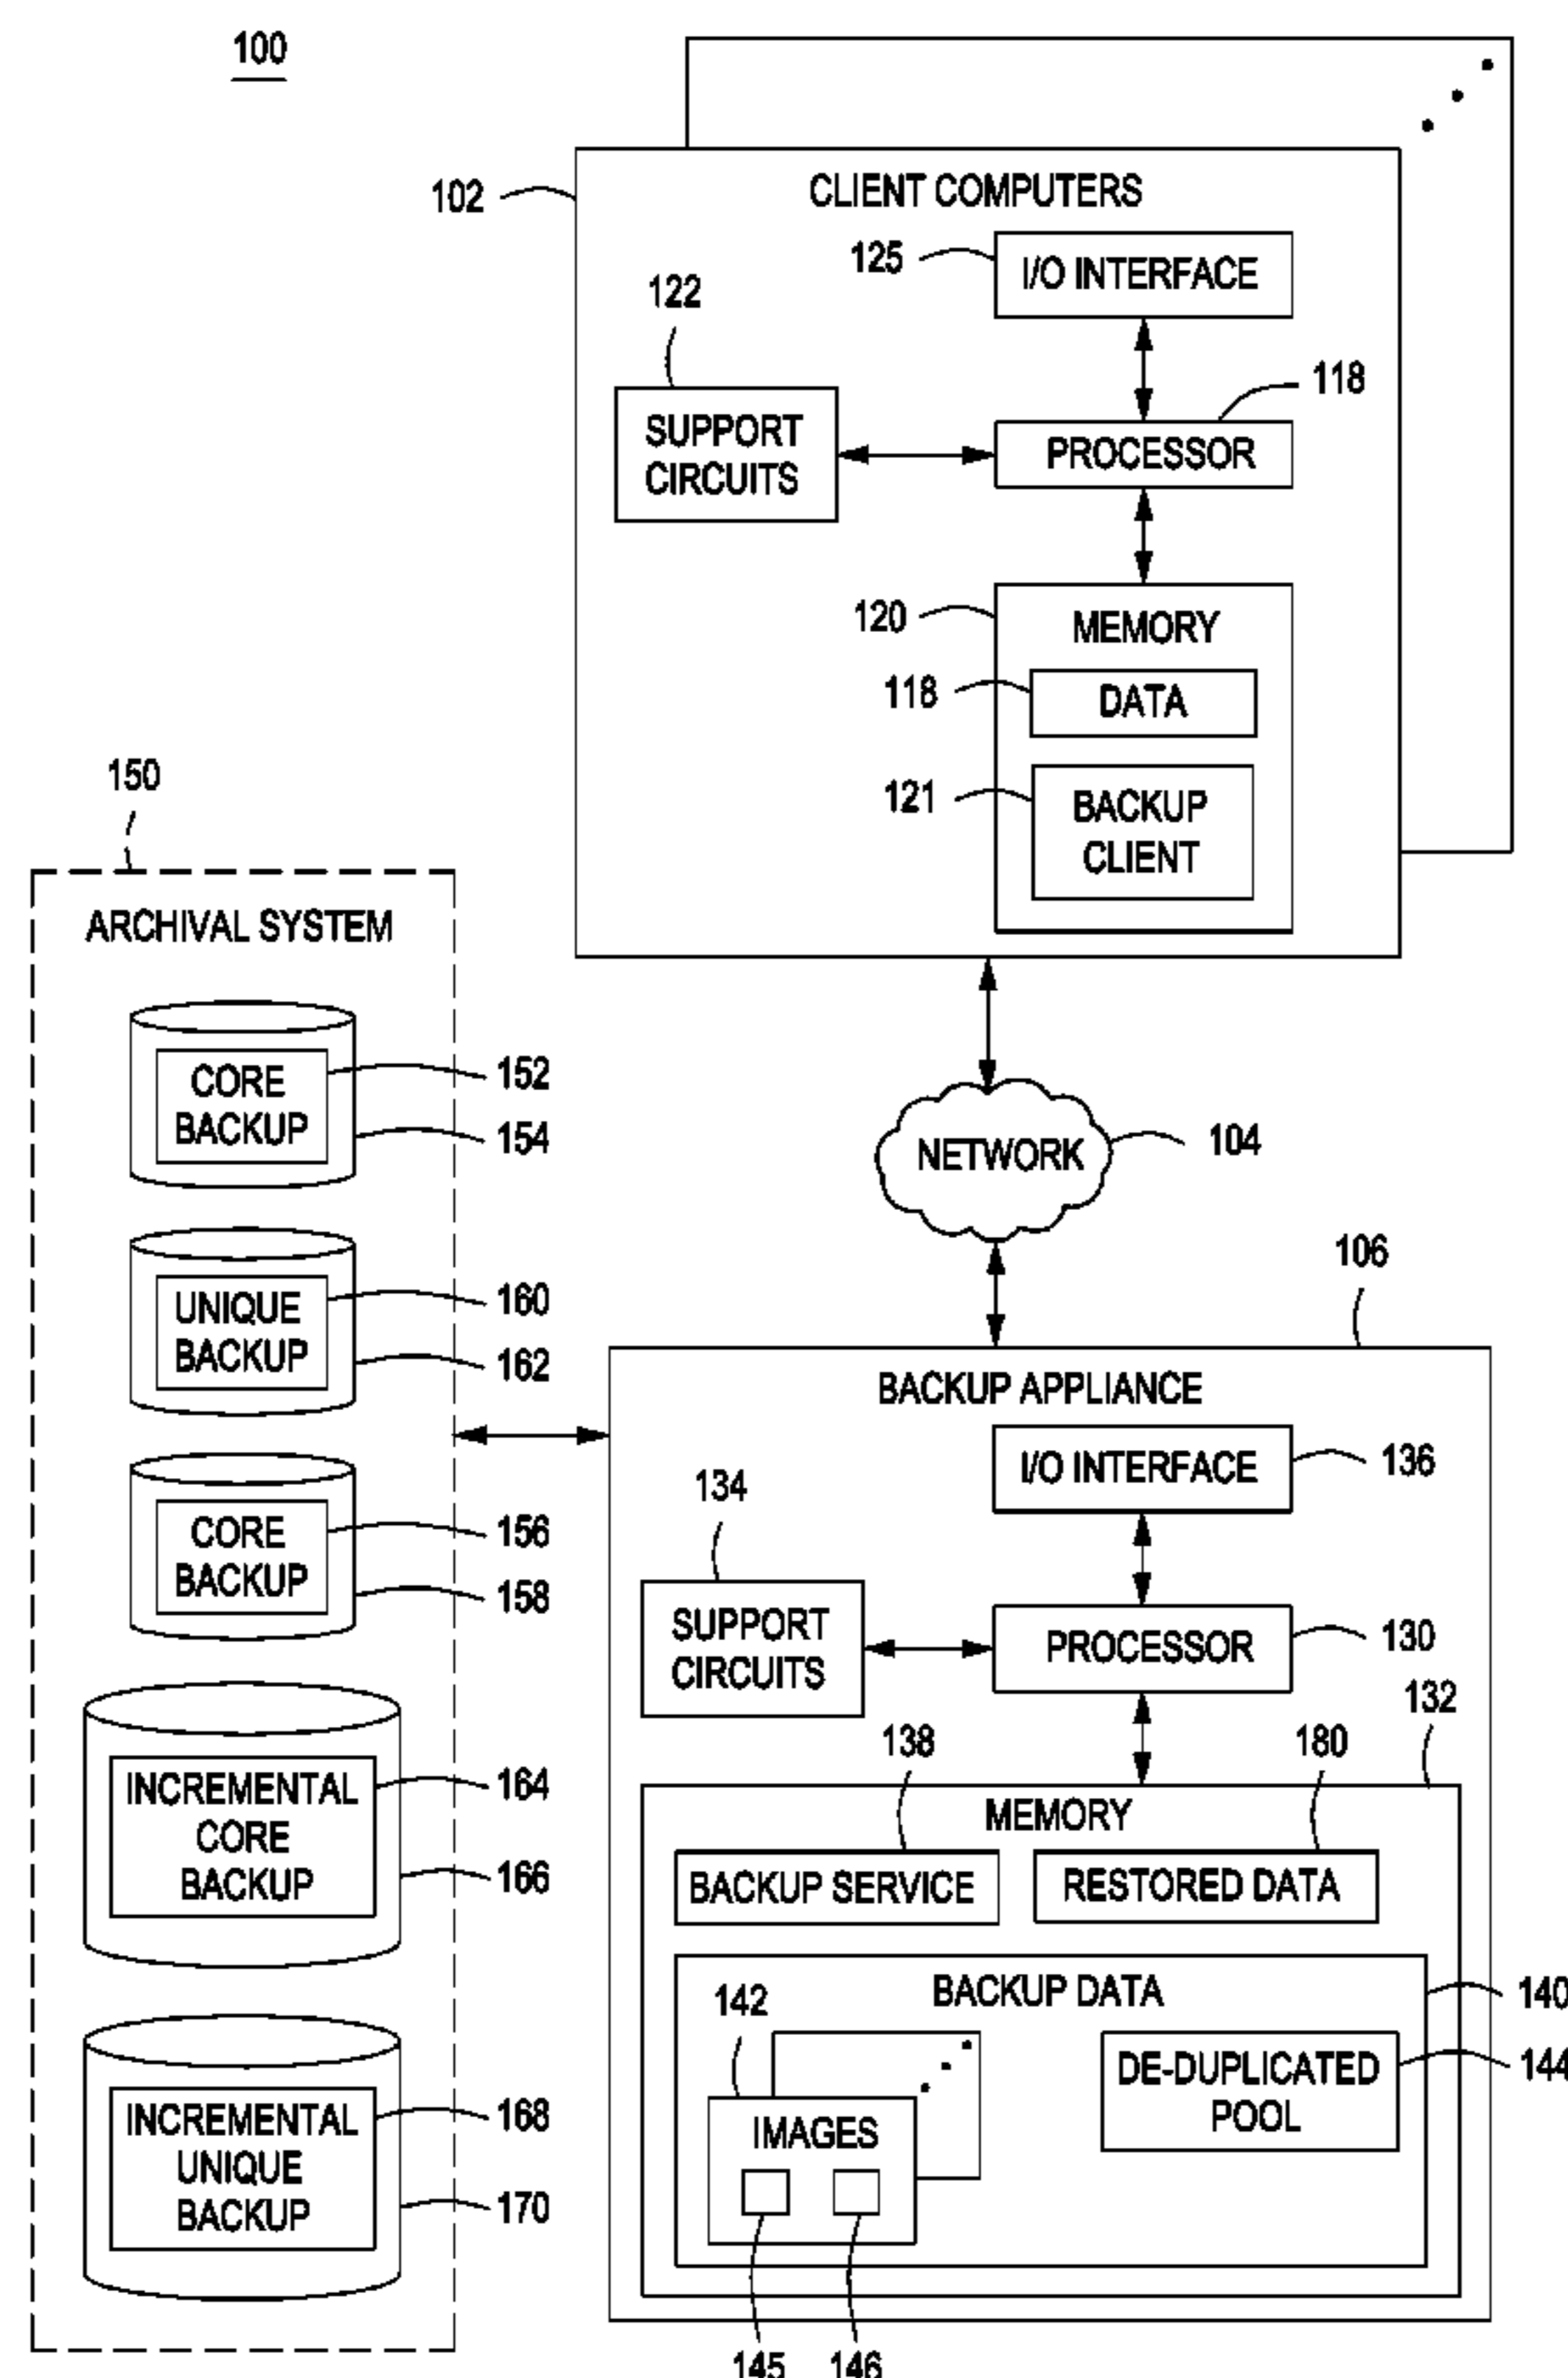 100
102
CLIENT COMPUTERS
125
I/O INTERFACE
122
118
SUPPORT
CIRCUITS
PROCESSOR
120
MEMORY
118
DATA
121
BACKUP
CLIENT
150
ARCHIVAL SYSTEM
CORE
BACKUP
152
154
UNIQUE
BACKUP
160
162
CORE
BACKUP
156
158
INCREMENTAL
CORE
BACKUP
164
166
INCREMENTAL
UNIQUE
BACKUP
168
170
NETWORK
104
106
BACKUP APPLIANCE
I/O INTERFACE
136
134
SUPPORT
CIRCUITS
PROCESSOR
130
132
138
180
MEMORY
BACKUP SERVICE
RESTORED DATA
BACKUP DATA
140
142
IMAGES
DE-DUPLICATED
POOL
144
145
146